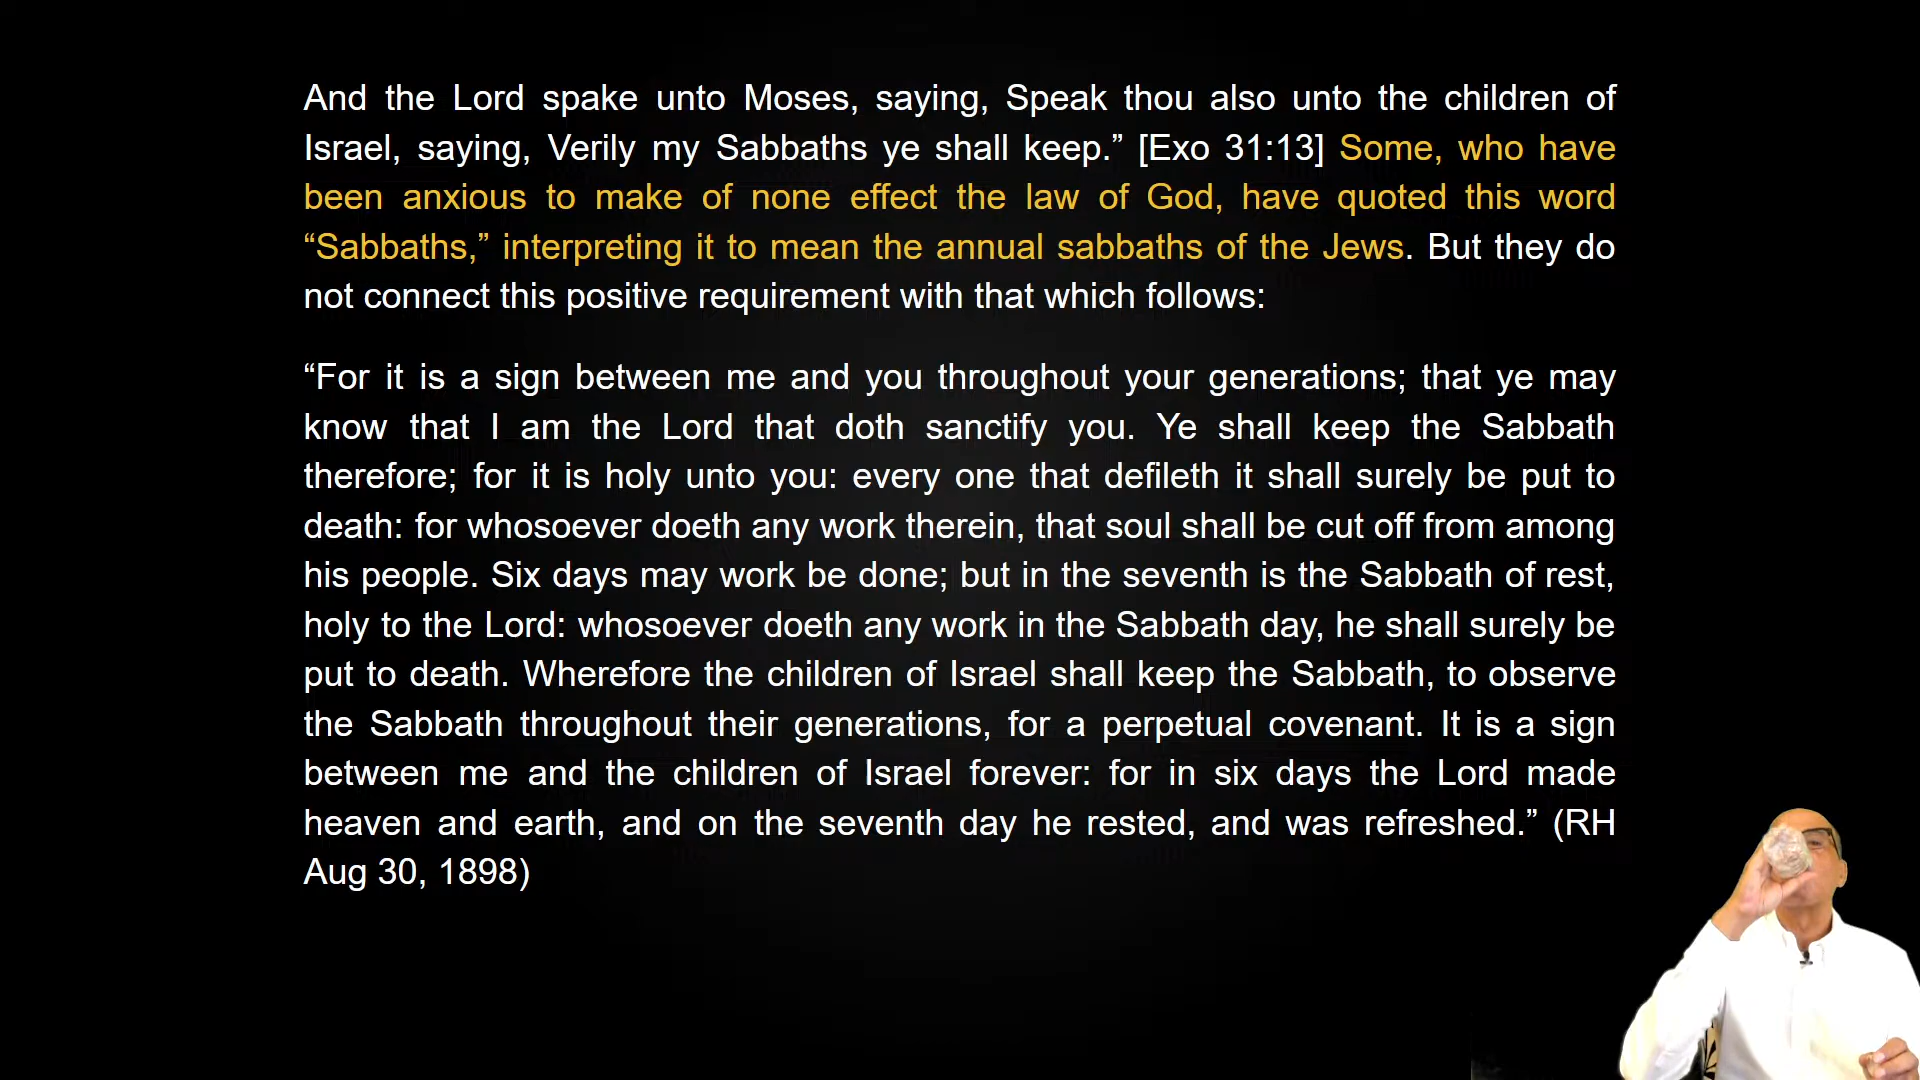 And the Lord spake unto Moses, saying, Speak thou also unto the children of
Israel, saying, Verily my Sabbaths ye shall keep.” [Exo 31:13] Some, who have
been anxious to make of none effect the law of God, have quoted this word
“Sabbaths,” interpreting it to mean the annual sabbaths of the Jews. But they do
not connect this positive requirement with that which follows:
“For it is a sign between me and you throughout your generations; that ye may
know that I am the Lord that doth sanctify you. Ye shall keep the Sabbath
therefore; for it is holy unto you: every one that defileth it shall surely be put to
death: for whosoever doeth any work therein, that soul shall be cut off from among
his people. Six days may work be done; but in the seventh is the Sabbath of rest,
holy to the Lord: whosoever doeth any work in the Sabbath day, he shall surely be
put to death. Wherefore the children of Israel shall keep the Sabbath, to observe
the Sabbath throughout their generations, for a perpetual covenant. It is a sign
between me and the children of Israel forever: for in six days the Lord made
heaven and earth, and on the seventh day he rested, and was refreshed.” (RH
Aug 30, 1898)